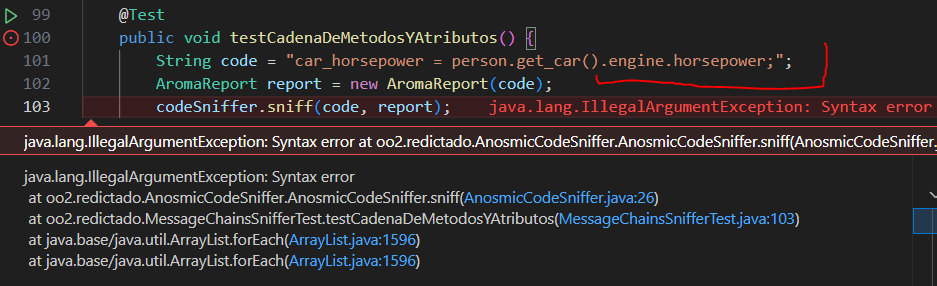 99 @Test
100 public void testCadenaDeMetodosYAtributos() {
101 String code = "car_horsepower = person.get_car().engine.horsepower;";
102 AromaReport report = new AromaReport(code);
103 codeSniffer.sniff(code, report); java.lang.IllegalArgumentException: Syntax error
java.lang.IllegalArgumentException: Syntax error at oo2.redictado.AnosmicCodeSniffer.AnosmicCodeSniffer.sniff(AnosmicCodeSniffer.
java.lang.IllegalArgumentException: Syntax error
at oo2.redictado.AnosmicCodeSniffer.AnosmicCodeSniffer.sniff(AnosmicCodeSniffer.java:26)
at oo2.redictado.MessageChainsSnifferTest.testCadenaDeMetodosYAtributos(MessageChainsSnifferTest.java:103)
at java.base/java.util.ArrayList.forEach(ArrayList.java:1596)
at java.base/java.util.ArrayList.forEach(ArrayList.java:1596)